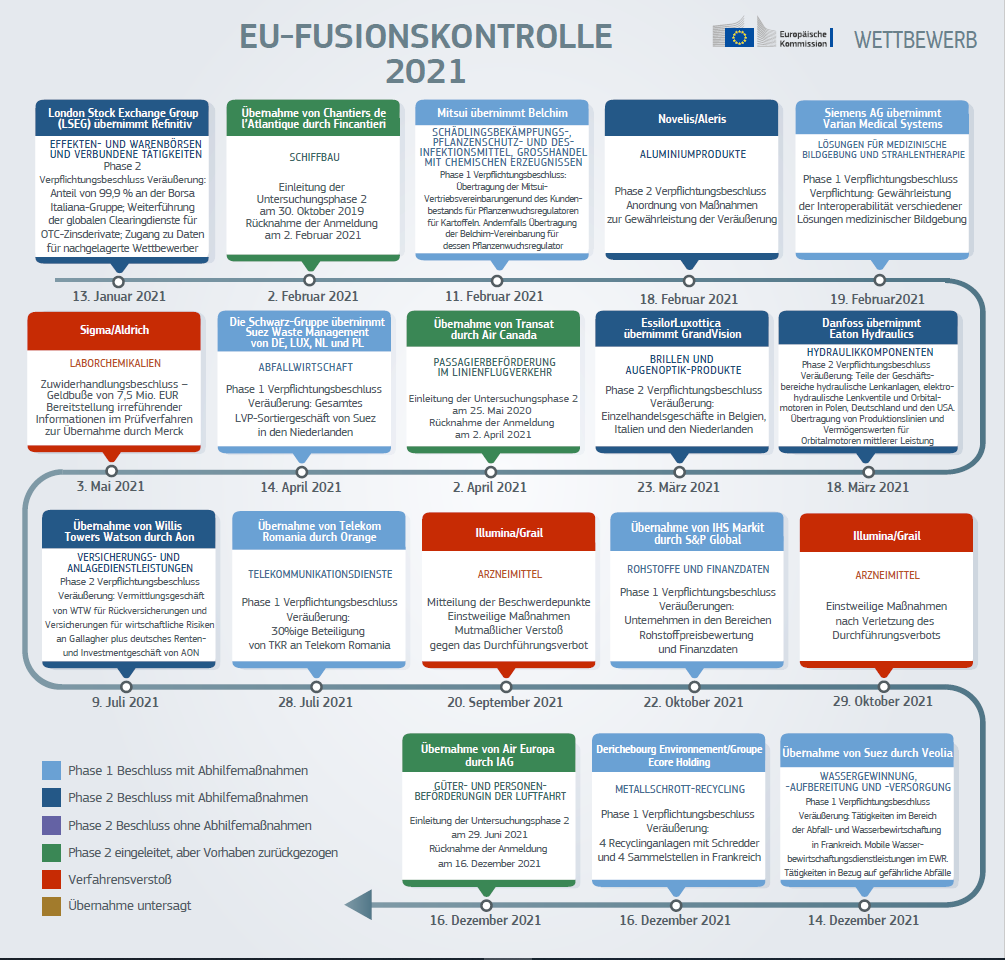 EU-FUSIONSKONTROLLE
2021
Europäische
Kommission
WETTBEWERB
London Stock Exchange Group
(LSEG) übernimmt Refinitiv
EFFEKTEN- UND WARENBÖRSEN
UND VERBUNDENE TÄTIGKEITEN
Phase 2
Verpflichtungsbeschluss Veräußerung:
Anteil von 99,9 % an der Borsa
Italiana-Gruppe; Weiterführung
der globalen Clearingdienste für
OTC-Zinsderivate; Zugang zu Daten
für nachgelagerte Wettbewerber
13. Januar 2021
Übernahme von Chantiers de
l'Atlantique durch Fincantieri
SCHIFFBAU
Einleitung der
Untersuchungsphase 2
am 30. Oktober 2019
Rücknahme der Anmeldung
am 2. Februar 2021
2. Februar 2021
Mitsui übernimmt Belchim
SCHÄDLINGSBEKÄMPFUNGS-,
PFLANZENSCHUTZ- UND DES-
INFEKTIONSMITTEL, GROSSHANDEL
MIT CHEMISCHEN ERZEUGNISSEN
Phase 1 Verpflichtungsbeschluss:
Übertragung der Mitsui-
Vertriebsvereinbarungenund des Kunden-
bestands für Pflanzenwuchsregulatoren
für Kartoffeln. Andernfalls Übertragung
der Belchim-Vereinbarung für
dessen Pflanzenwuchsregulator
11. Februar 2021
Novelis/Aleris
ALUMINIUMPRODUKTE
Phase 2 Verpflichtungsbeschluss
Anordnung von Maßnahmen
zur Gewährleistung der Veräußerung
18. Februar 2021
Siemens AG übernimmt
Varian Medical Systems
LÖSUNGEN FÜR MEDIZINISCHE
BILDGEBUNG UND STRAHLENTHERAPIE
Phase 1 Verpflichtungsbeschluss
Verpflichtung: Gewährleistung
der Interoperabilität verschiedener
Lösungen medizinischer Bildgebung
19. Februar2021
Sigma/Aldrich
LABORCHEMIKALIEN
Zuwiderhandlungsbeschluss –
Geldbuße von 7,5 Mio. EUR
Bereitstellung irreführender
Informationen im Prüfverfahren
zur Übernahme durch Merck
3. Mai 2021
Die Schwarz-Gruppe übernimmt
Suez Waste Management
von DE, LUX, NL und PL
ABFALLWIRTSCHAFT
Phase 1 Verpflichtungsbeschluss
Veräußerung: Gesamtes
LVP-Sortiergeschäft von Suez
in den Niederlanden
14. April 2021
Übernahme von Transat
durch Air Canada
PASSAGIERBEFÖRDERUNG
IM LINIENFLUGVERKEHR
Einleitung der Untersuchungsphase 2
am 25. Mai 2020
Rücknahme der Anmeldung
am 2. April 2021
2. April 2021
EssilorLuxottica
übernimmt GrandVision
BRILLEN UND
AUGENOPTIK-PRODUKTE
Phase 2 Verpflichtungsbeschluss
Veräußerung:
Einzelhandelsgeschäfte in Belgien,
Italien und den Niederlanden
23. März 2021
Danfoss übernimmt
Eaton Hydraulics
HYDRAULIKKOMPONENTEN
Phase 2 Verpflichtungsbeschluss
Veräußerung: Teile der Geschäfts-
bereiche hydraulische Lenkanlagen, elektro-
hydraulische Lenkventile und Orbital-
motoren in Polen, Deutschland und den USA.
Übertragung von Produktionslinien und
Vermögenswerten für
Orbitalmotoren mittlerer Leistung
18. März 2021
Übernahme von Willis
Towers Watson durch Aon
VERSICHERUNGS- UND
ANLAGEDIENSTLEISTUNGEN
Phase 2 Verpflichtungsbeschluss
Veräußerung: Vermittlungsgeschäft
von WTW für Rückversicherungen und
Versicherungen für wirtschaftliche Risiken
an Gallagher plus deutsches Renten-
und Investmentgeschäft von AON
9. Juli 2021
Übernahme von Telekom
Romania durch Orange
TELEKOMMUNIKATIONSDIENSTE
Phase 1 Verpflichtungsbeschluss
Veräußerung:
30%ige Beteiligung
von TKR an Telekom Romania
28. Juli 2021
Illumina/Grail
ARZNEIMITTEL
Mitteilung der Beschwerdepunkte
Einstweilige Maßnahmen
Mutmaßlicher Verstoß
gegen das Durchführungsverbot
20. September 2021
Übernahme von IHS Markit
durch S&P Global
ROHSTOFFE UND FINANZDATEN
Phase 1 Verpflichtungsbeschluss
Veräußerungen:
Unternehmen in den Bereichen
Rohstoffpreisbewertung
und Finanzdaten
22. Oktober 2021
Illumina/Grail
ARZNEIMITTEL
Einstweilige Maßnahmen
nach Verletzung des
Durchführungsverbots
29. Oktober 2021
Übernahme von Air Europa
durch IAG
GÜTER- UND PERSONEN-
BEFÖRDERUNGIN DER LUFTFAHRT
Einleitung der Untersuchungsphase 2
am 29. Juni 2021
Rücknahme der Anmeldung
am 16. Dezember 2021
16. Dezember 2021
Derichebourg Environnement/Groupe
Ecore Holding
METALLSCHROTT-RECYCLING
Phase 1 Verpflichtungsbeschluss
Veräußerung:
4 Recyclinganlagen mit Schredder
und 4 Sammelstellen in Frankreich
16. Dezember 2021
Übernahme von Suez durch Veolia
WASSERGEWINNUNG,
-AUFBEREITUNG UND -VERSORGUNG
Phase 1 Verpflichtungsbeschluss
Veräußerung: Tätigkeiten im Bereich
der Abfall- und Wasserbewirtschaftung
in Frankreich. Mobile Wasser-
bewirtschaftungsdienstleistungen im EWR.
Tätigkeiten in Bezug auf gefährliche Abfälle
14. Dezember 2021
Phase 1 Beschluss mit Abhilfemaßnahmen
Phase 2 Beschluss mit Abhilfemaßnahmen
Phase 2 Beschluss ohne Abhilfemaßnahmen
Phase 2 eingeleitet, aber Vorhaben zurückgezogen
Verfahrensverstoß
Übernahme untersagt